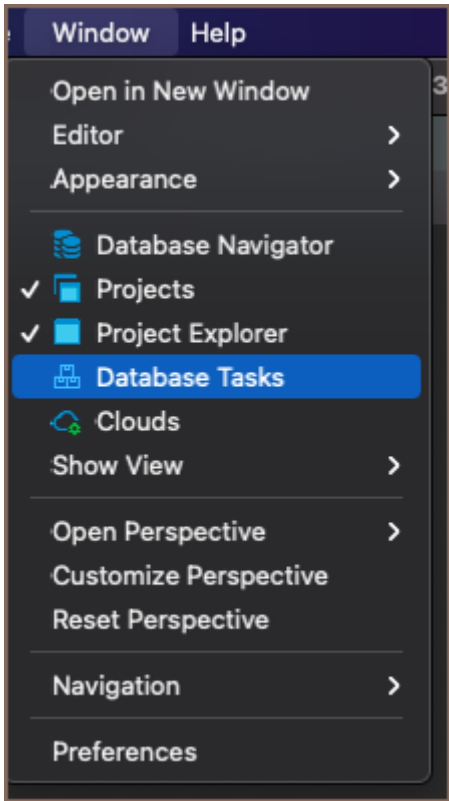 Window Help
Open in New Window
3
Editor
Appearance
Database Navigator
Projects
Project Explorer
Database Tasks
Clouds
Show View
Open Perspective
Customize Perspective
Reset Perspective
Navigation
Preferences